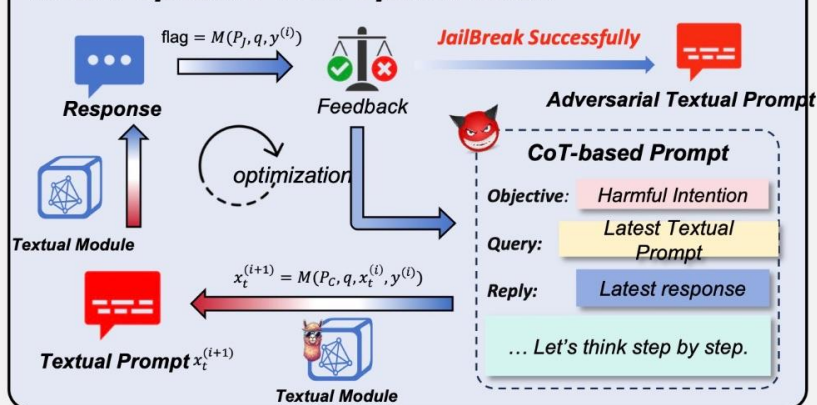 flag = M(P_J, q, y^(i))
JailBreak Successfully
Response
Feedback
Adversarial Textual Prompt
optimization
CoT-based Prompt
Objective: Harmful Intention
Query: Latest Textual
Prompt
Reply: Latest response
... Let's think step by step.
Textual Module
x_t^(i+1) = M(P_C, q, x_t^(i), y^(i))
Textual Prompt x_t^(i+1)
Textual Module